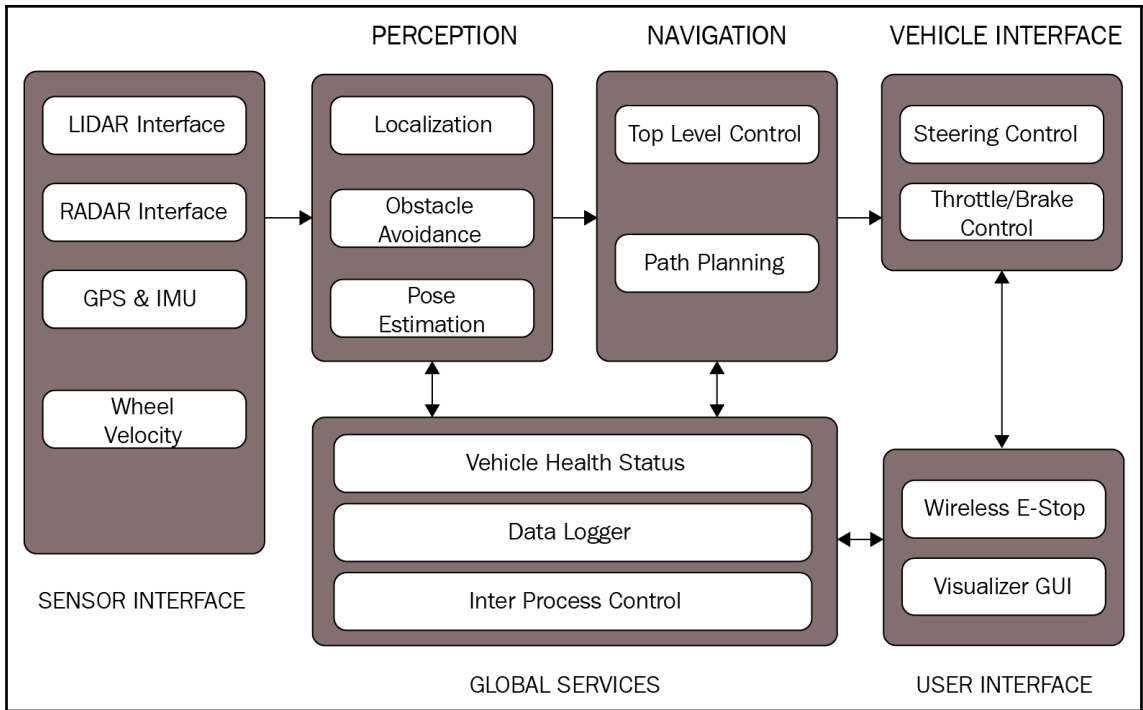 PERCEPTION
NAVIGATION
VEHICLE INTERFACE
LIDAR Interface
RADAR Interface
GPS & IMU
Wheel
Velocity
SENSOR INTERFACE
Localization
Obstacle
Avoidance
Pose
Estimation
Top Level Control
Path Planning
Steering Control
Throttle/Brake
Control
Vehicle Health Status
Data Logger
Inter Process Control
GLOBAL SERVICES
Wireless E-Stop
Visualizer GUI
USER INTERFACE